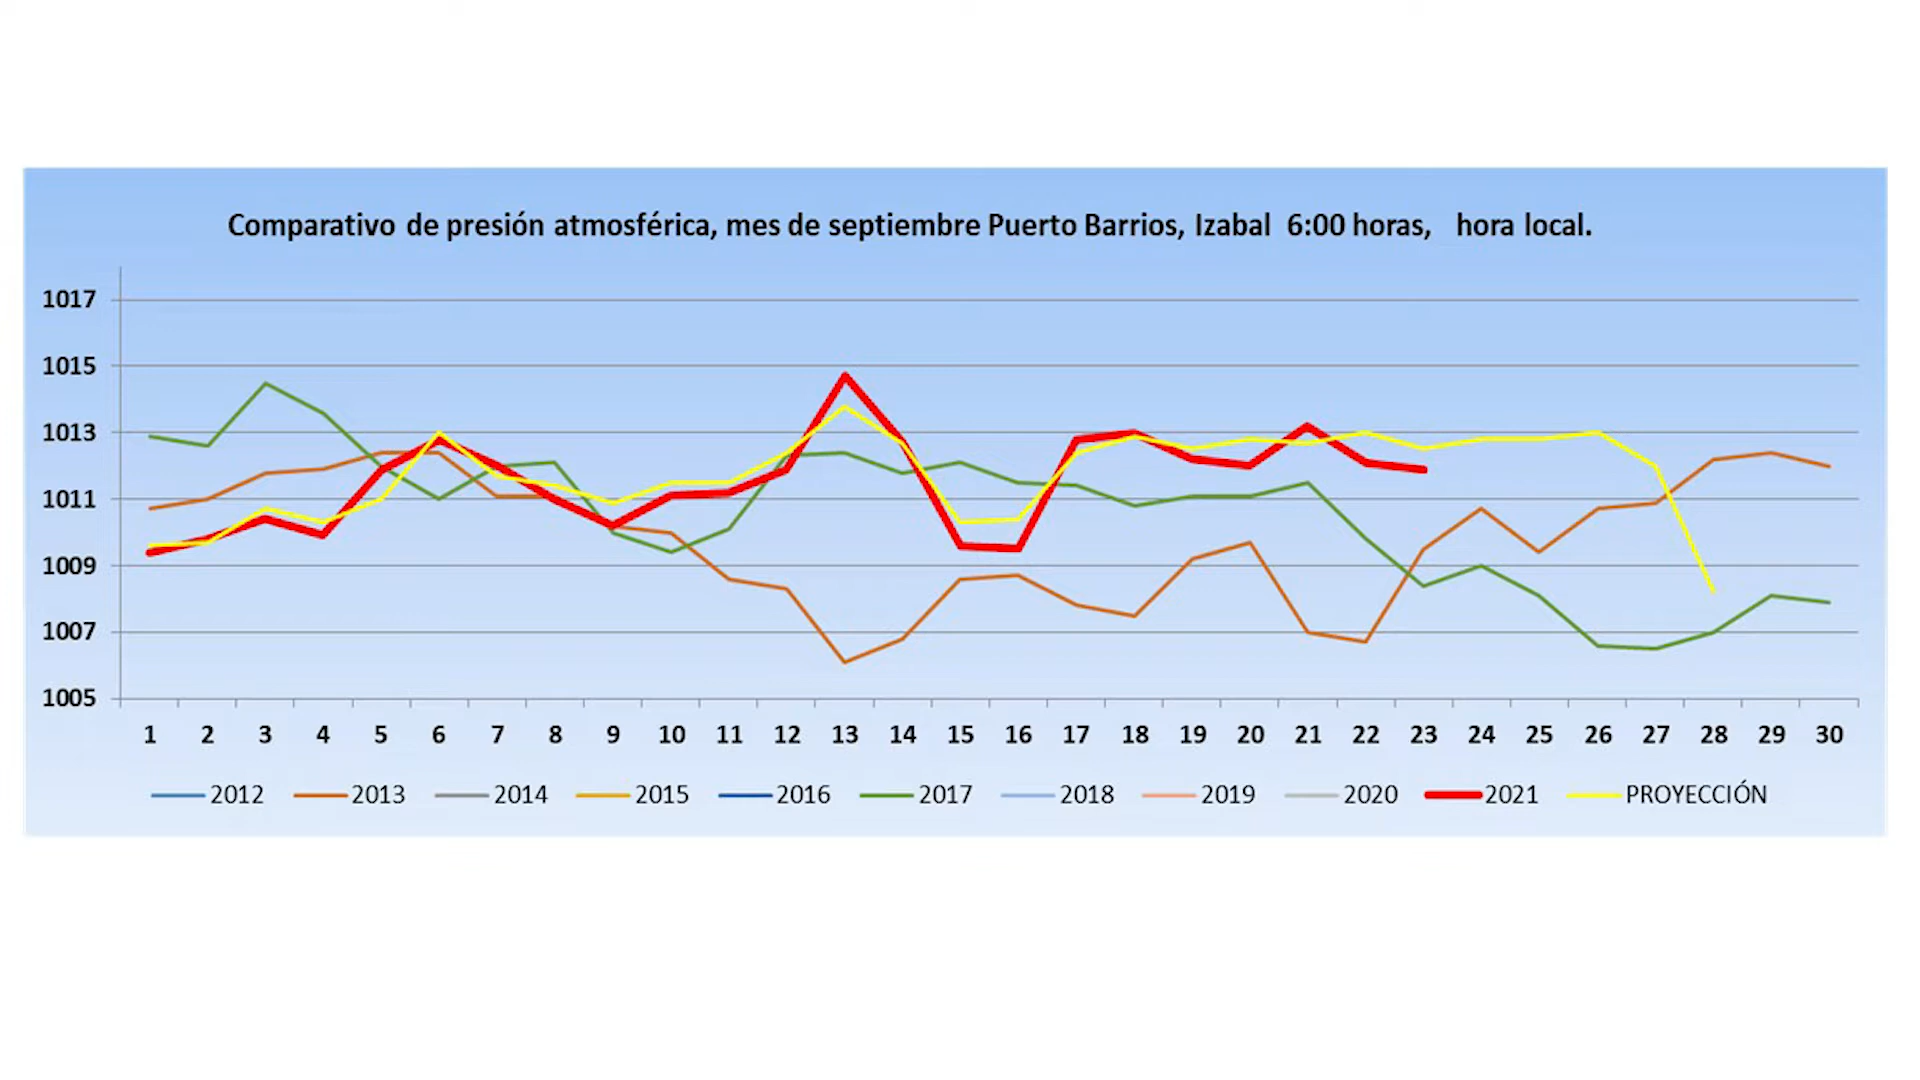 Comparativo de presión atmosférica, mes de septiembre Puerto Barrios, Izabal 6:00 horas, hora local.
1017
1015
1013
1011
1009
1007
1005
1 2 3 4 5 6 7 8 9 10 11 12 13 14 15 16 17 18 19 20 21 22 23 24 25 26 27 28 29 30
2012 2013 2014 2015 2016 2017 2018 2019 2020 2021 PROYECCIÓN